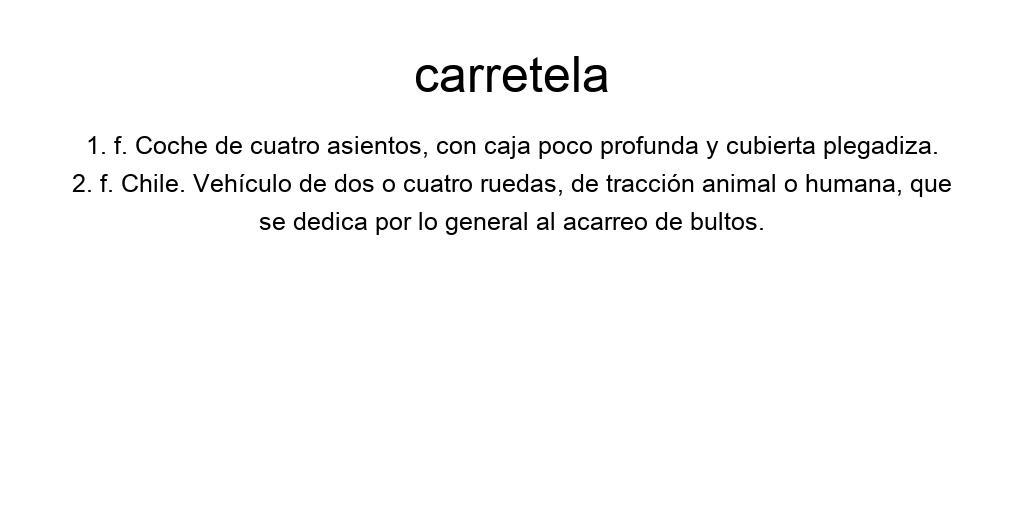 carretela
1. f. Coche de cuatro asientos, con caja poco profunda y cubierta plegadiza.
2. f. Chile. Vehículo de dos o cuatro ruedas, de tracción animal o humana, que
se dedica por lo general al acarreo de bultos.